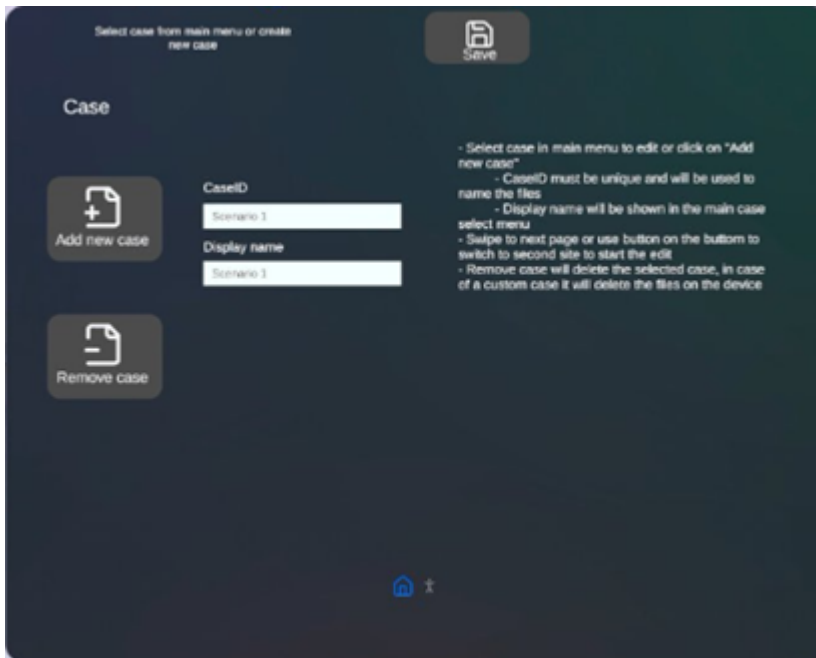 Select case from main menu or create
new case
Save
Case
Add new case
CaseID
Scenario 1
Display name
Scenario 1
Remove case
- Select case in main menu to edit or click on "Add
new case"
- CaseID must be unique and will be used to
name the files
- Display name will be shown in the main case
select menu
- Swipe to next page or use button on the buttom to
switch to second site to start the edit
- Remove case will delete the selected case, in case
of a custom case it will delete the files on the device